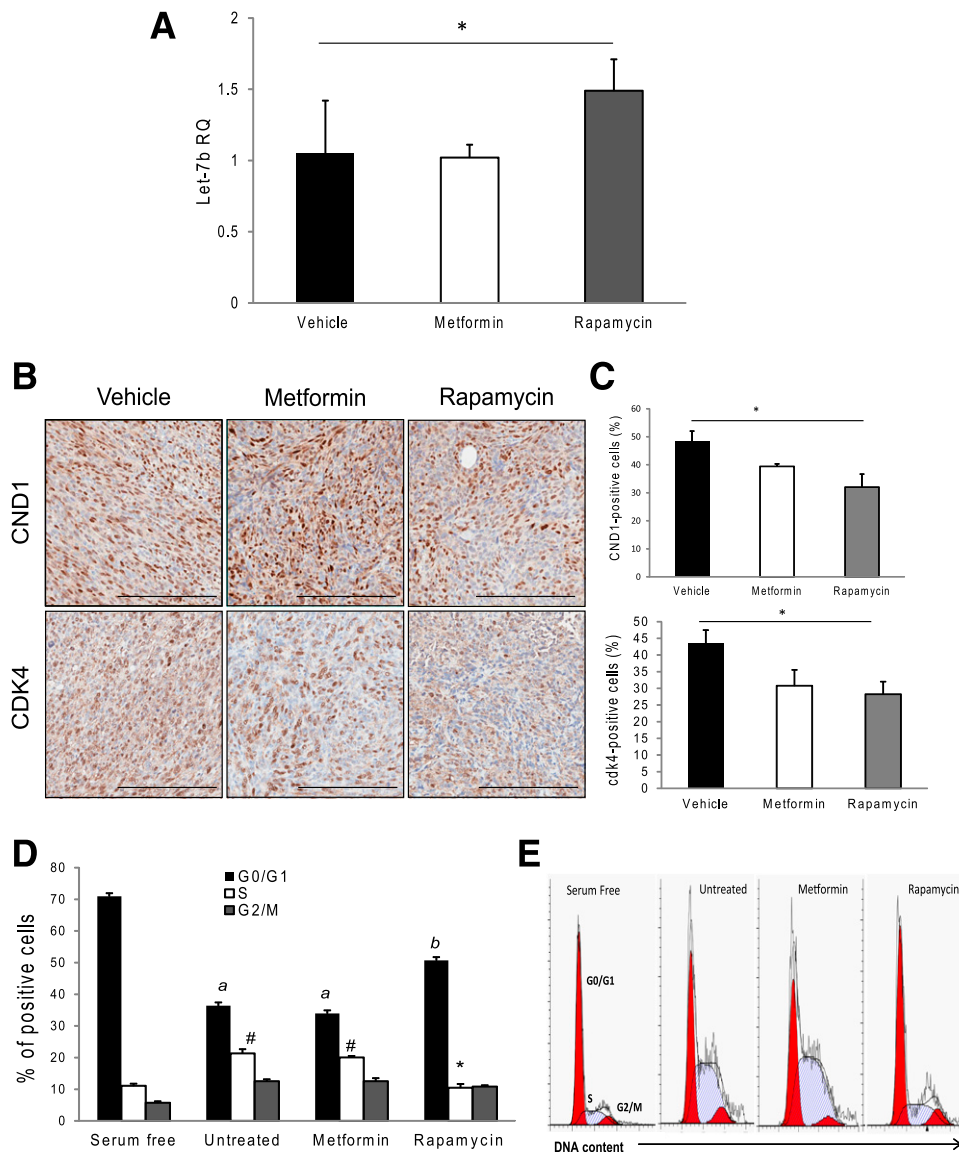 A
2
1.5
1
0.5
0
Let-7b RQ
*
Vehicle Metformin Rapamycin
B
Vehicle Metformin Rapamycin
CND1
CDK4
C
60
50
40
30
20
10
0
CND1-positive cells (%)
*
Vehicle Metformin Rapamycin
50
45
40
35
30
25
20
15
10
5
0
cdk4-positive cells (%)
*
Vehicle Metformin Rapamycin
D
80
70
60
50
40
30
20
10
0
% of positive cells
G0/G1
S
G2/M
a
#
a
#
b
*
Serum free Untreated Metformin Rapamycin
E
Serum Free Untreated Metformin Rapamycin
G0/G1
S
G2/M
DNA content